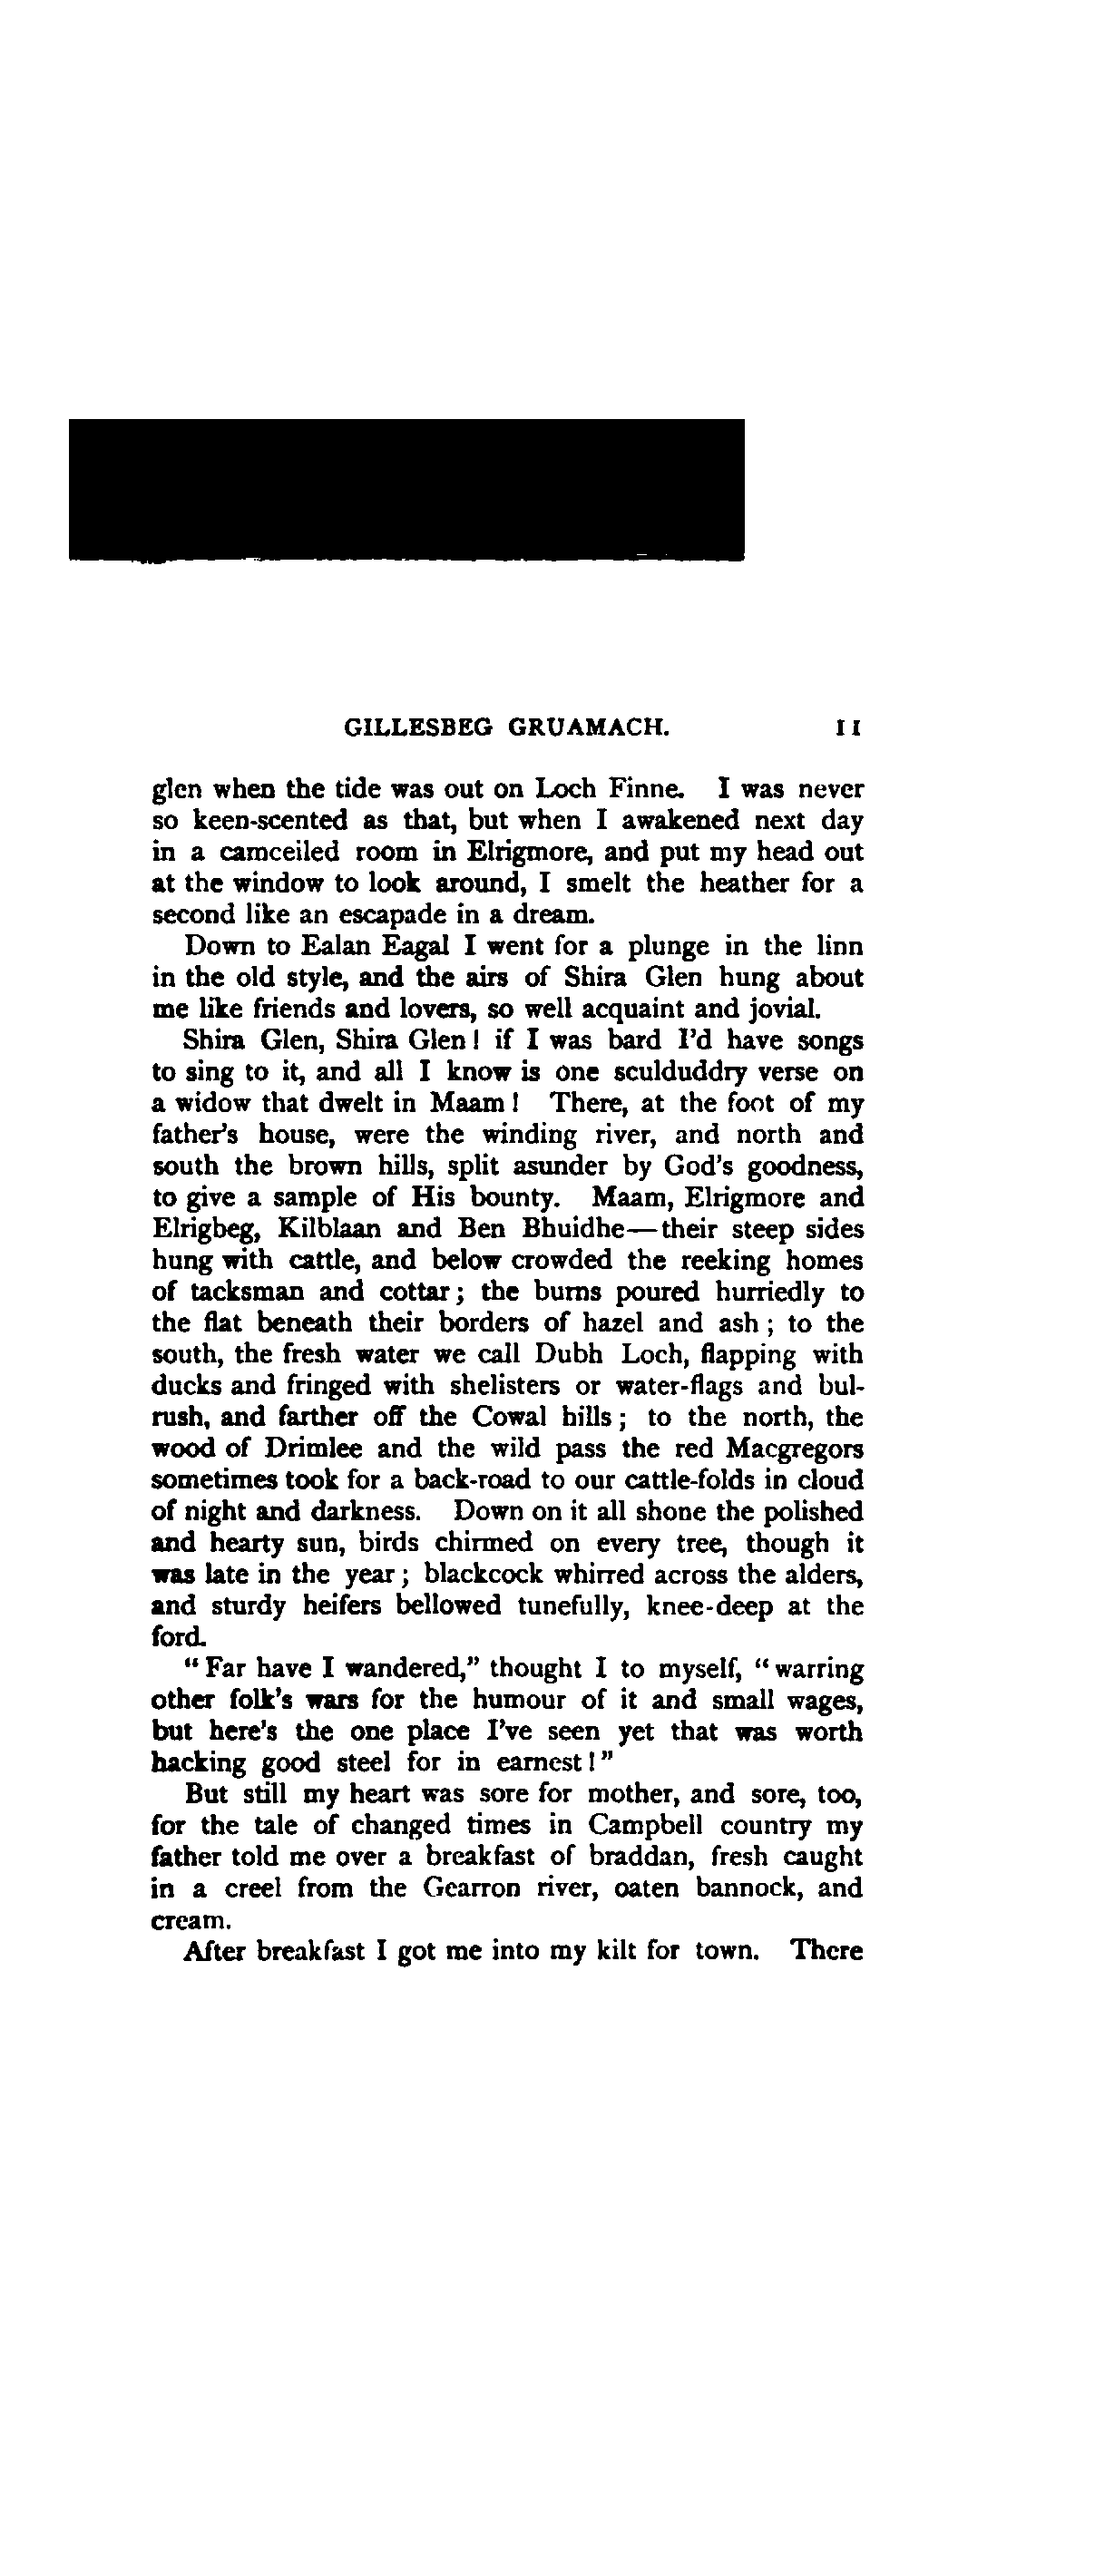 GILLESBEG GRUAMACH. 11
glen when the tide was out on Loch Finne. I was never
so keen-scented as that, but when I awakened next day
in a camceiled room in Elrigmore, and put my head out
at the window to look around, I smelt the heather for a
second like an escapade in a dream.
Down to Ealan Eagal I went for a plunge in the linn
in the old style, and the airs of Shira Glen hung about
me like friends and lovers, so well acquaint and jovial.
Shira Glen, Shira Glen! if I was bard I'd have songs
to sing to it, and all I know is one sculduddry verse on
a widow that dwelt in Maam! There, at the foot of my
father's house, were the winding river, and north and
south the brown hills, split asunder by God's goodness,
to give a sample of His bounty. Maam, Elrigmore and
Elrigbeg, Kilblaan and Ben Bhuidhe—their steep sides
hung with cattle, and below crowded the reeking homes
of tacksman and cottar; the burns poured hurriedly to
the flat beneath their borders of hazel and ash; to the
south, the fresh water we call Dubh Loch, flapping with
ducks and fringed with shelisters or water-flags and bul-
rush, and farther off the Cowal hills; to the north, the
wood of Drimlee and the wild pass the red Macgregors
sometimes took for a back-road to our cattle-folds in cloud
of night and darkness. Down on it all shone the polished
and hearty sun, birds chirmed on every tree, though it
was late in the year; blackcock whirred across the alders,
and sturdy heifers bellowed tunefully, knee-deep at the
ford.
"Far have I wandered," thought I to myself, "warring
other folk's wars for the humour of it and small wages,
but here's the one place I've seen yet that was worth
hacking good steel for in earnest!"
But still my heart was sore for mother, and sore, too,
for the tale of changed times in Campbell country my
father told me over a breakfast of braddan, fresh caught
in a creel from the Gearron river, oaten bannock, and
cream.
After breakfast I got me into my kilt for town. There